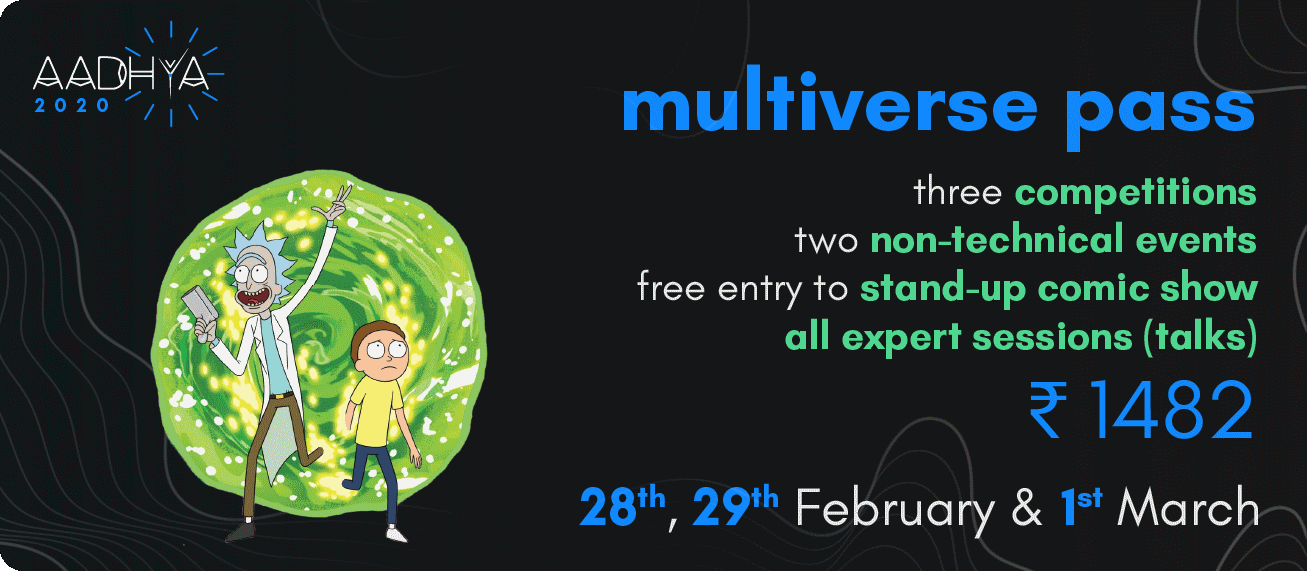 AADHYA
2020
multiverse pass
three competitions
two non-technical events
free entry to stand-up comic show
all expert sessions (talks)
₹ 1482
28th, 29th February & 1st March